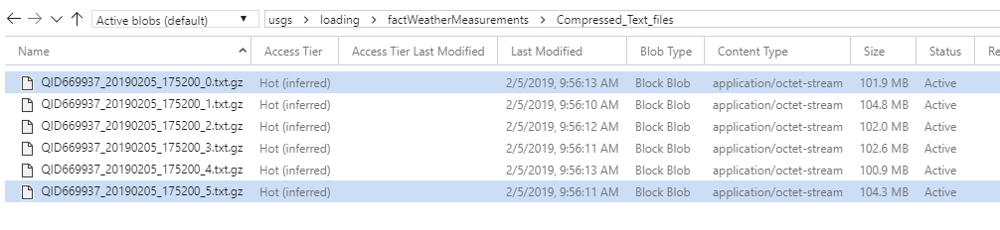 Active blobs (default) usgs loading factWeatherMeasurements Compressed_Text_files
Name Access Tier Access Tier Last Modified Last Modified Blob Type Content Type Size Status Re
QID669937_20190205_175200_0.txt.gz Hot (inferred) 2/5/2019, 9:56:13 AM Block Blob application/octet-stream 101.9 MB Active
QID669937_20190205_175200_1.txt.gz Hot (inferred) 2/5/2019, 9:56:10 AM Block Blob application/octet-stream 104.8 MB Active
QID669937_20190205_175200_2.txt.gz Hot (inferred) 2/5/2019, 9:56:12 AM Block Blob application/octet-stream 102.0 MB Active
QID669937_20190205_175200_3.txt.gz Hot (inferred) 2/5/2019, 9:56:11 AM Block Blob application/octet-stream 102.6 MB Active
QID669937_20190205_175200_4.txt.gz Hot (inferred) 2/5/2019, 9:56:13 AM Block Blob application/octet-stream 100.9 MB Active
QID669937_20190205_175200_5.txt.gz Hot (inferred) 2/5/2019, 9:56:11 AM Block Blob application/octet-stream 104.3 MB Active